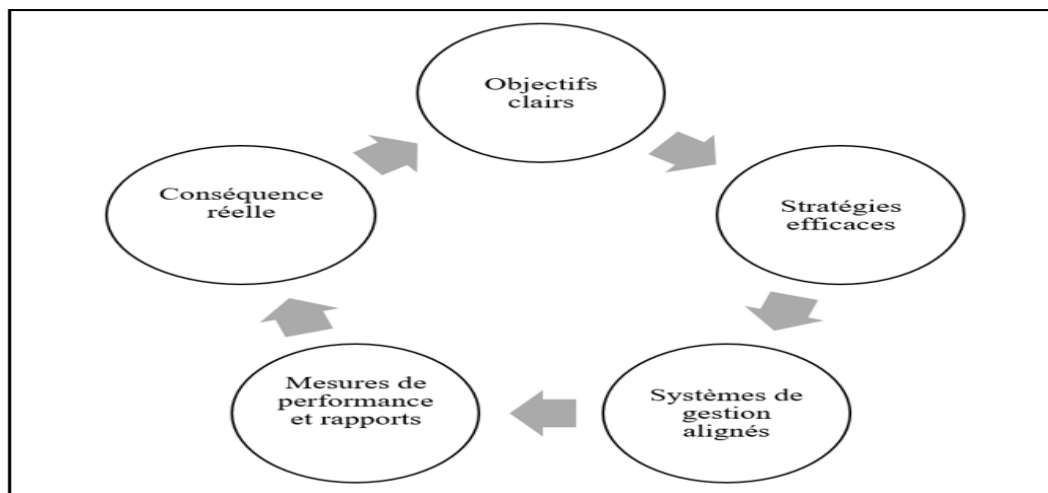 Objectifs
clairs
Stratégies
efficaces
Systèmes de
gestion
alignés
Mesures de
performance
et rapports
Conséquence
réelle